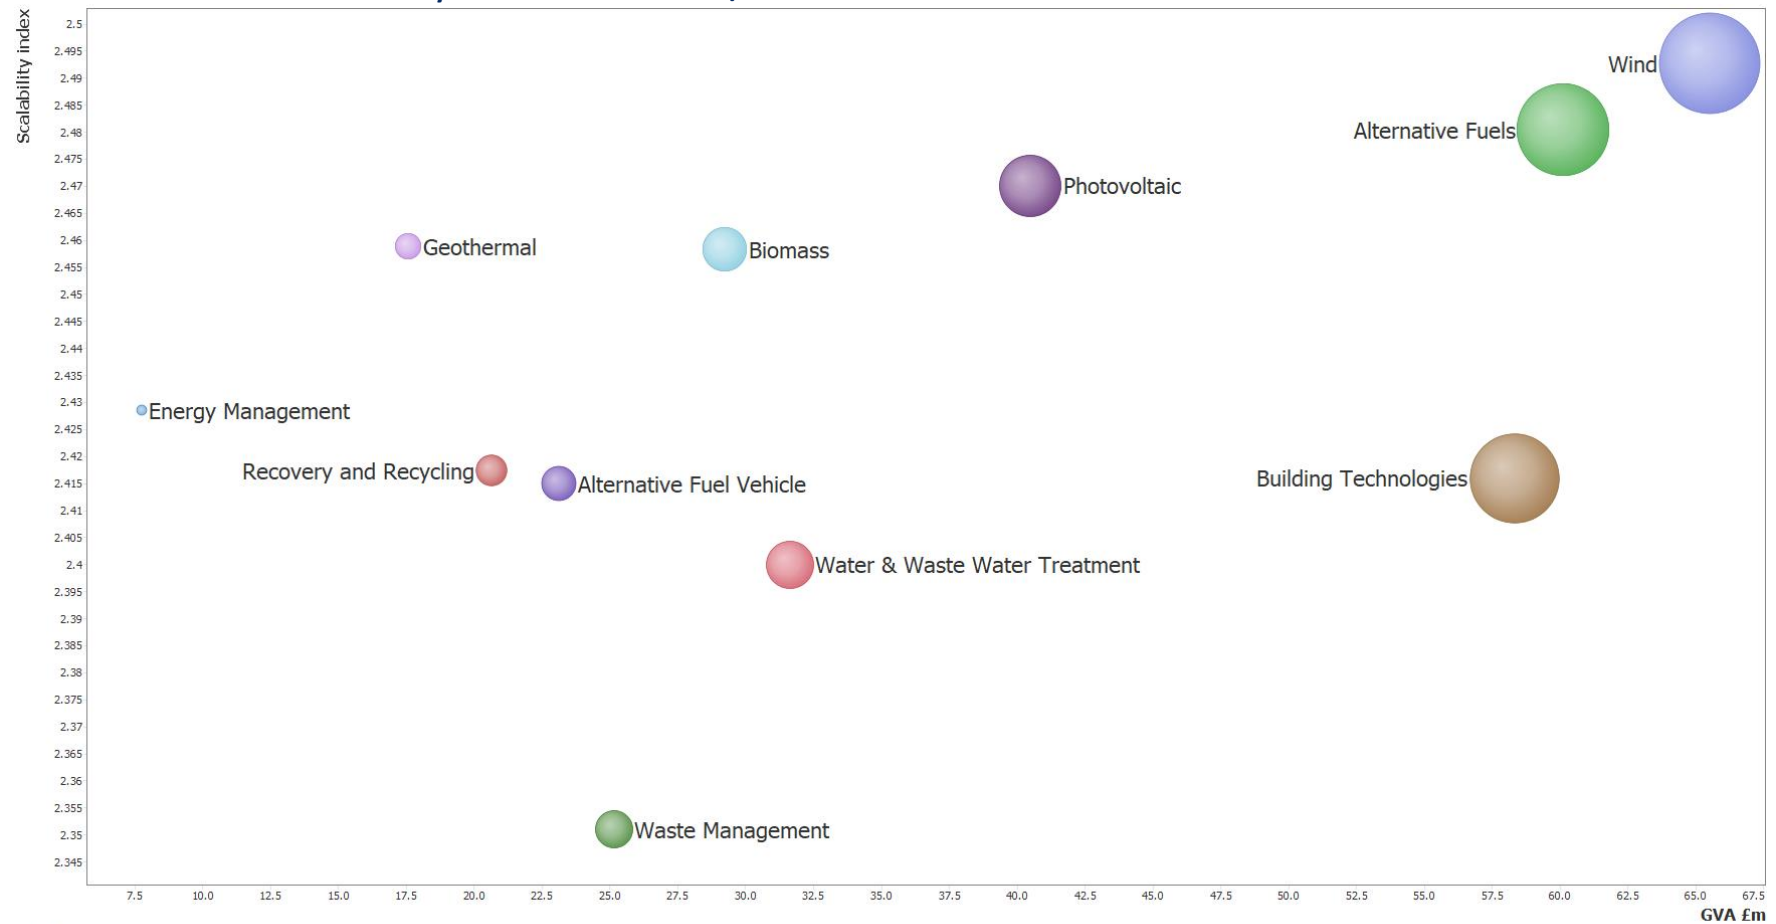 Scalability index
2.5
2.495
2.49
2.485
2.48
2.475
2.47
2.465
2.46
2.455
2.45
2.445
2.44
2.435
2.43
2.425
2.42
2.415
2.41
2.405
2.4
2.395
2.39
2.385
2.38
2.375
2.37
2.365
2.36
2.355
2.35
2.345
Wind
Alternative Fuels
Photovoltaic
Geothermal
Biomass
Energy Management
Recovery and Recycling
Alternative Fuel Vehicle
Building Technologies
Water & Waste Water Treatment
Waste Management
7.5 10.0 12.5 15.0 17.5 20.0 22.5 25.0 27.5 30.0 32.5 35.0 37.5 40.0 42.5 45.0 47.5 50.0 52.5 55.0 57.5 60.0 62.5 65.0 67.5
GVA £m